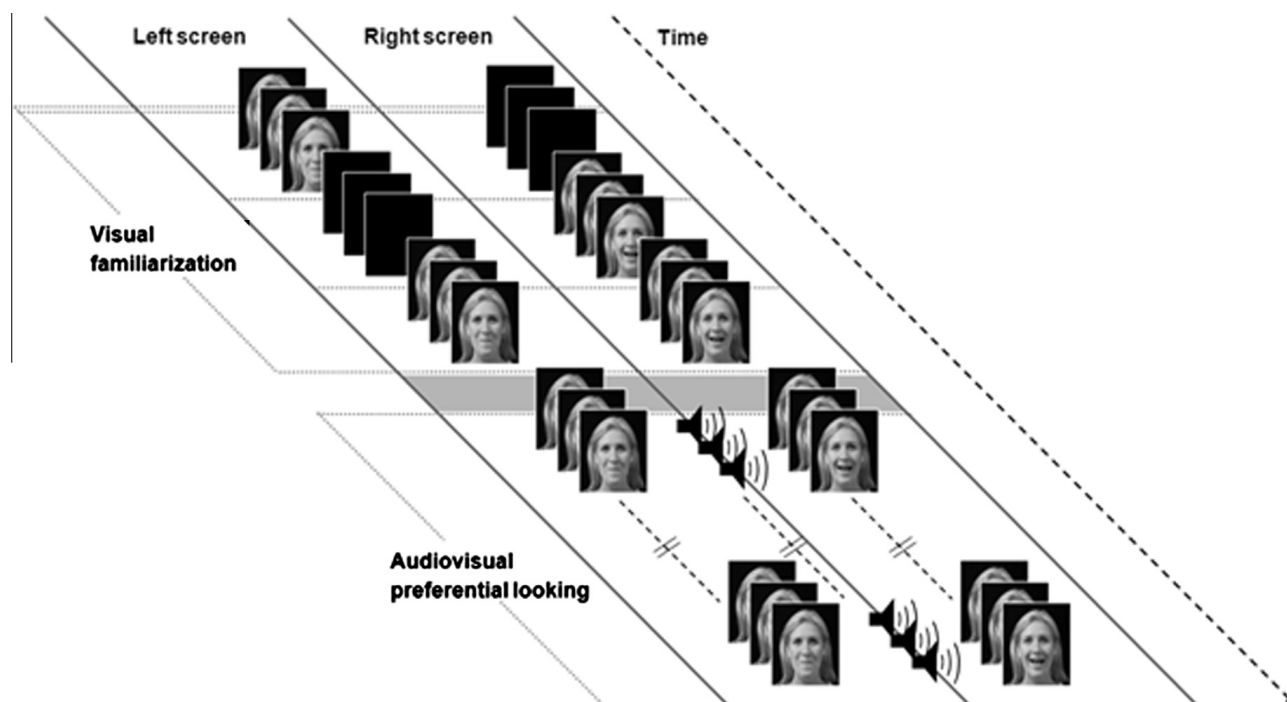 Left screen
Right screen
Time
Visual
familiarization
Audiovisual
preferential looking